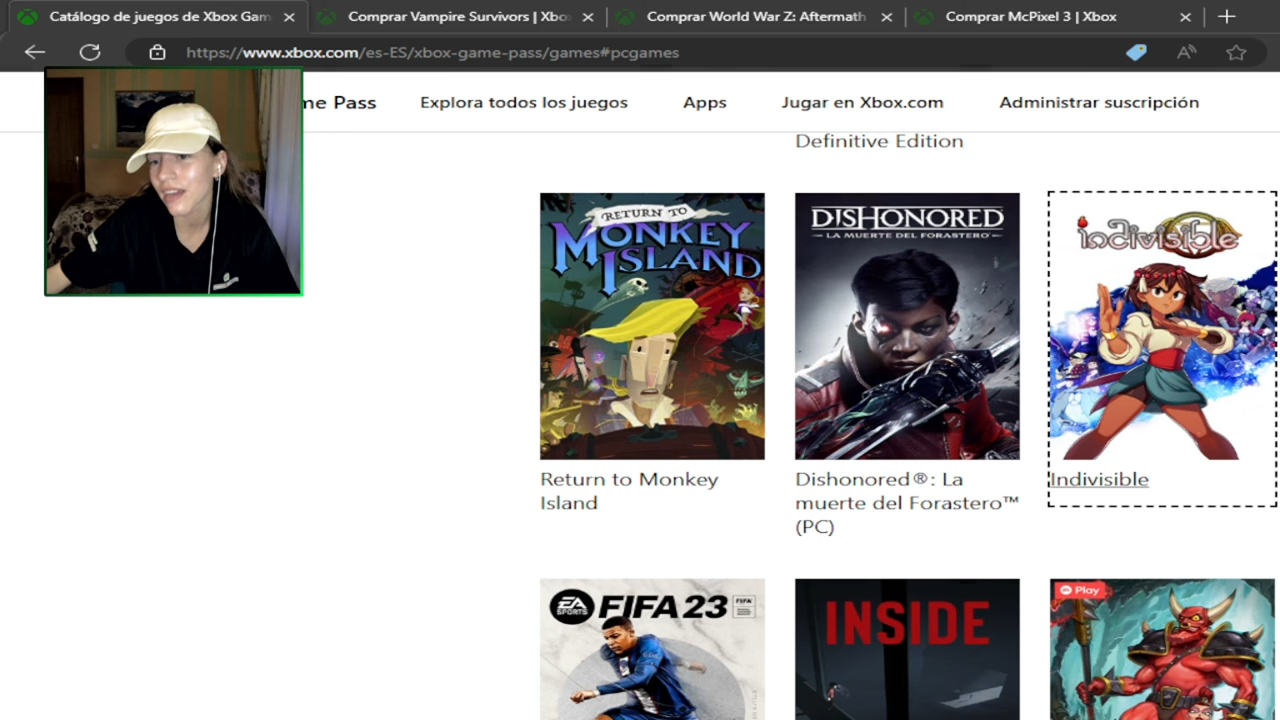 Catálogo de juegos de Xbox Gam
Comprar Vampire Survivors | Xbo
Comprar World War Z: Aftermath
Comprar McPixel 3 | Xbox
https://www.xbox.com/es-ES/xbox-game-pass/games#pcgames
me Pass
Explora todos los juegos
Apps
Jugar en Xbox.com
Administrar suscripción
Definitive Edition
RETURN TO
MONKEY
ISLAND
DISHONORED
LA MUERTE DEL FORASTERO
indivisible
Return to Monkey
Island
Dishonored®: La
muerte del Forastero™
(PC)
Indivisible
EA
SPORTS
FIFA 23
FIFA
INSIDE
EA Play